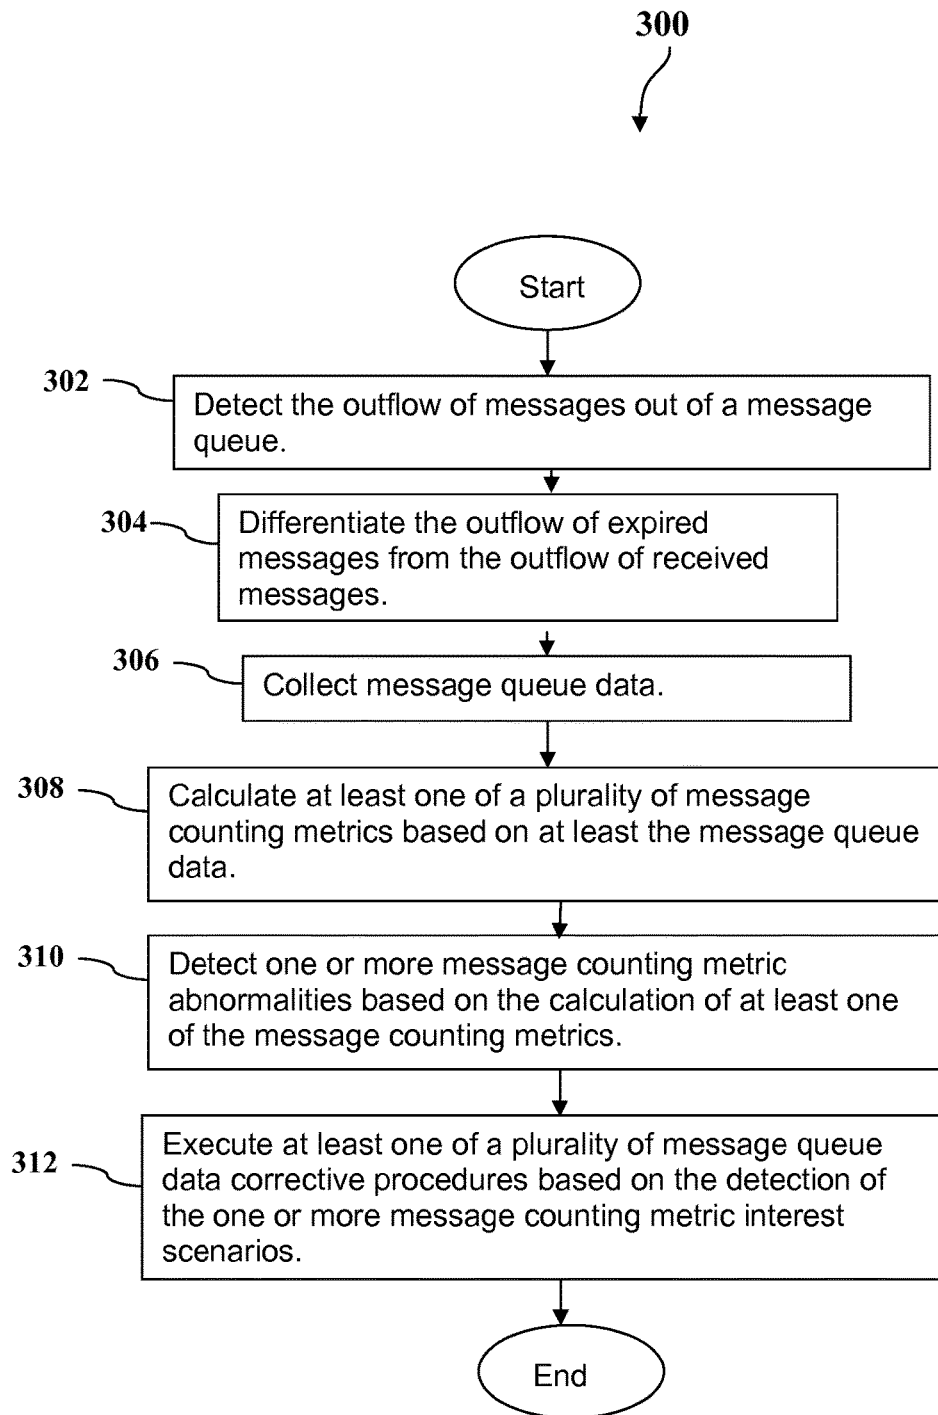 300
Start
302
Detect the outflow of messages out of a message
queue.
304
Differentiate the outflow of expired
messages from the outflow of received
messages.
306
Collect message queue data.
308
Calculate at least one of a plurality of message
counting metrics based on at least the message queue
data.
310
Detect one or more message counting metric
abnormalities based on the calculation of at least one
of the message counting metrics.
312
Execute at least one of a plurality of message queue
data corrective procedures based on the detection of
the one or more message counting metric interest
scenarios.
End